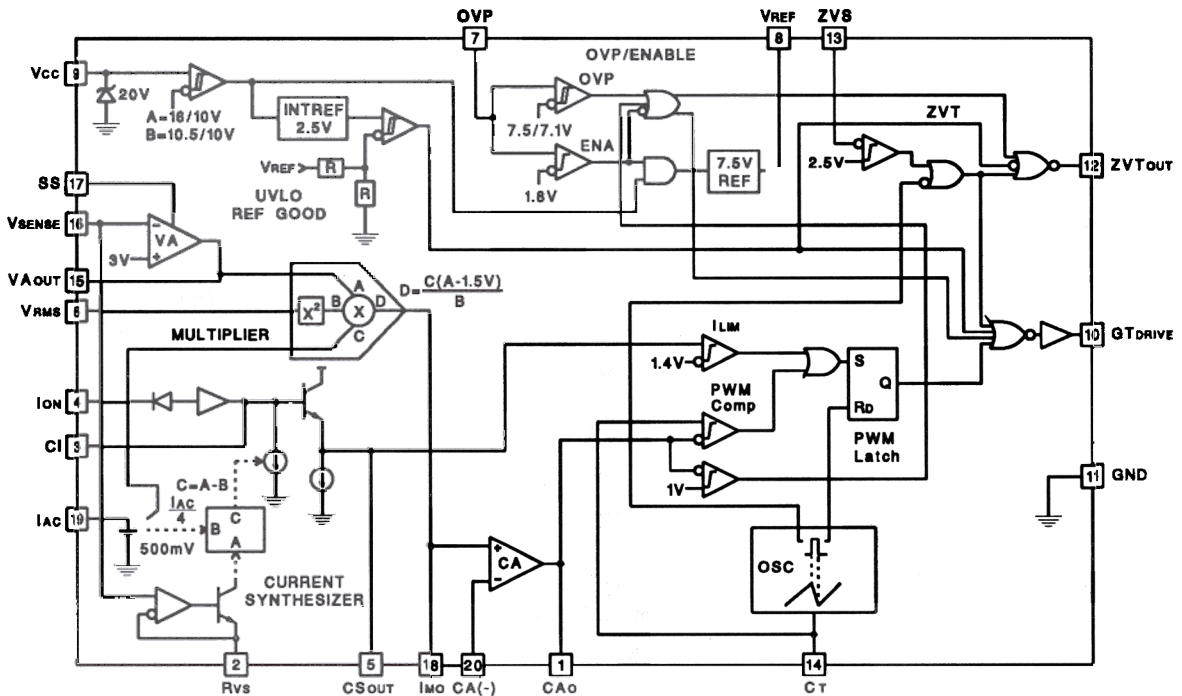 OVP
VREF
ZVS
7
8
13
OVP/ENABLE
VCC
9
20V
A=16/10V
B=10.5/10V
INTREF
2.5V
OVP
7.5/7.1V
ENA
1.8V
7.5V
REF
ZVT
2.5V
12
ZVTOUT
VREF
R
R
UVLO
REF GOOD
SS
17
VSENSE
16
VA
3V
VAOUT
15
VRMS
6
X²
A
B
X
D
C
D=C(A-1.5V)/B
MULTIPLIER
ILIM
1.4V
S
Q
RD
10
GTDRIVE
ION
4
PWM
Comp
PWM
Latch
CI
3
1V
11
GND
C=A-B
IAC/4
IAC
19
500mV
B
C
A
CURRENT
SYNTHESIZER
+
CA
−
OSC
2
5
18
20
1
14
RVS
CSOUT
IMO
CA(-)
CAO
CT